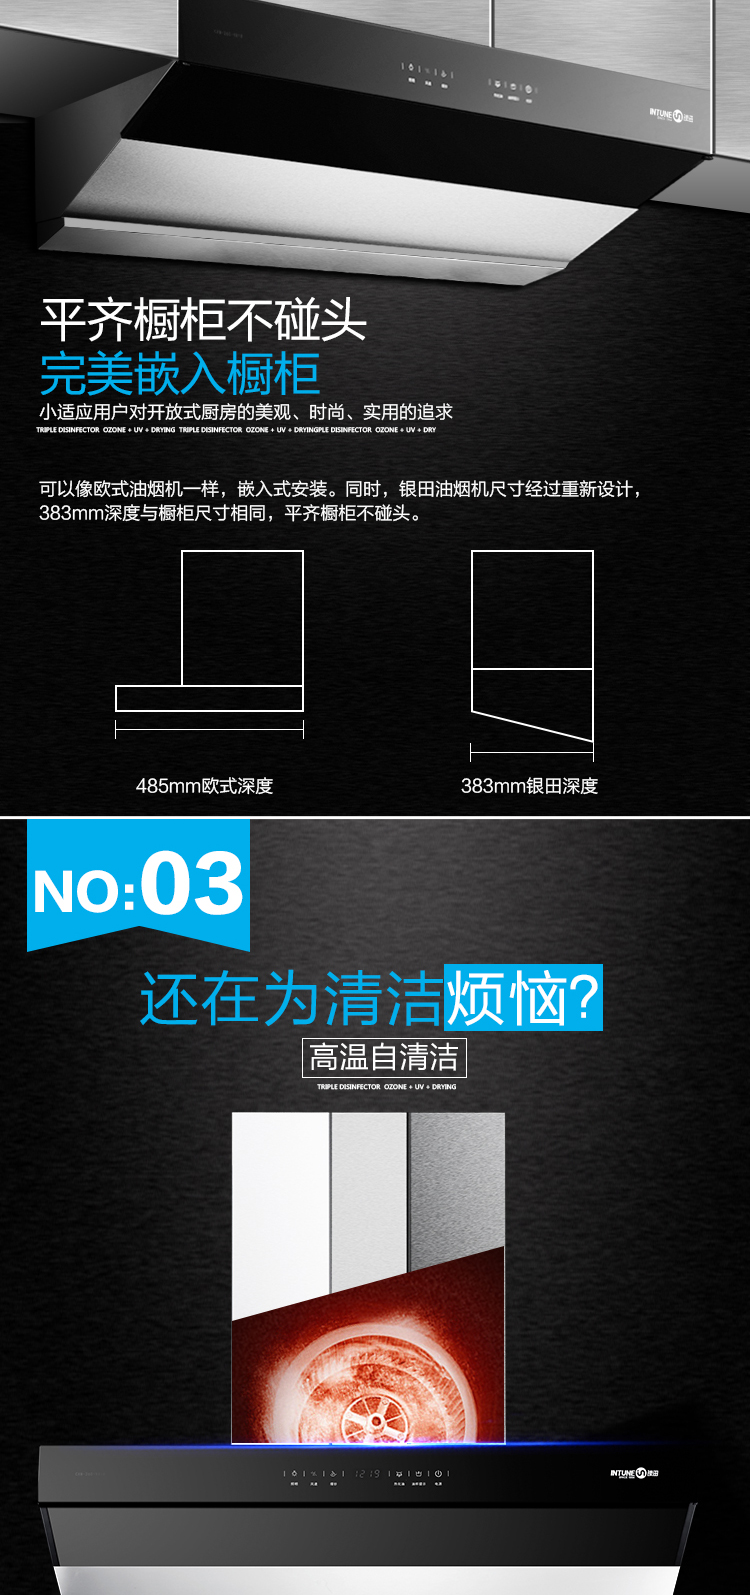 INTUNE
平齐橱柜不碰头
完美嵌入橱柜
小适应用户对开放式厨房的美观、时尚、实用的追求
TRIPLE DISINFECTOR OZONE + UV + DRYING TRIPLE DISINFECTOR OZONE + UV + DRYINGPLE DISINFECTOR OZONE + UV + DRY
可以像欧式油烟机一样，嵌入式安装。同时，银田油烟机尺寸经过重新设计，
383mm深度与橱柜尺寸相同，平齐橱柜不碰头。
485mm欧式深度
383mm银田深度
NO:03
还在为清洁烦恼?
高温自清洁
TRIPLE DISINFECTOR OZONE + UV + DRYING
12:19
INTUNE